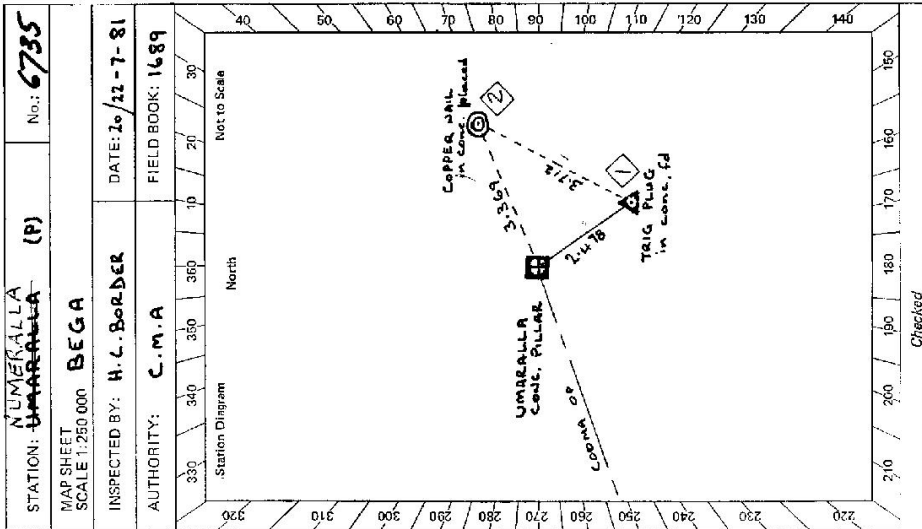 STATION: UMARALLA (P)
NUMERALLA
No.: 6735
MAP SHEET
SCALE 1:250 000 BEGA
INSPECTED BY: H.C. BORDER
DATE: 20/22-7-81
AUTHORITY: C.M.A
FIELD BOOK: 1689
330 340 350 360 10 20 30
Station Diagram
North
Not to Scale
40
50
60
70
80
90
100
110
120
130
140
COPPER NAIL
in conc. placed
2
3.369
3.712
1
TRIG PLUG
in conc. fd
2.478
UMARALLA
CONC. PILLAR
COOMA OP
320
310
300
290
280
270
260
250
240
230
220
210 200 190 180 170 160 150
Checked